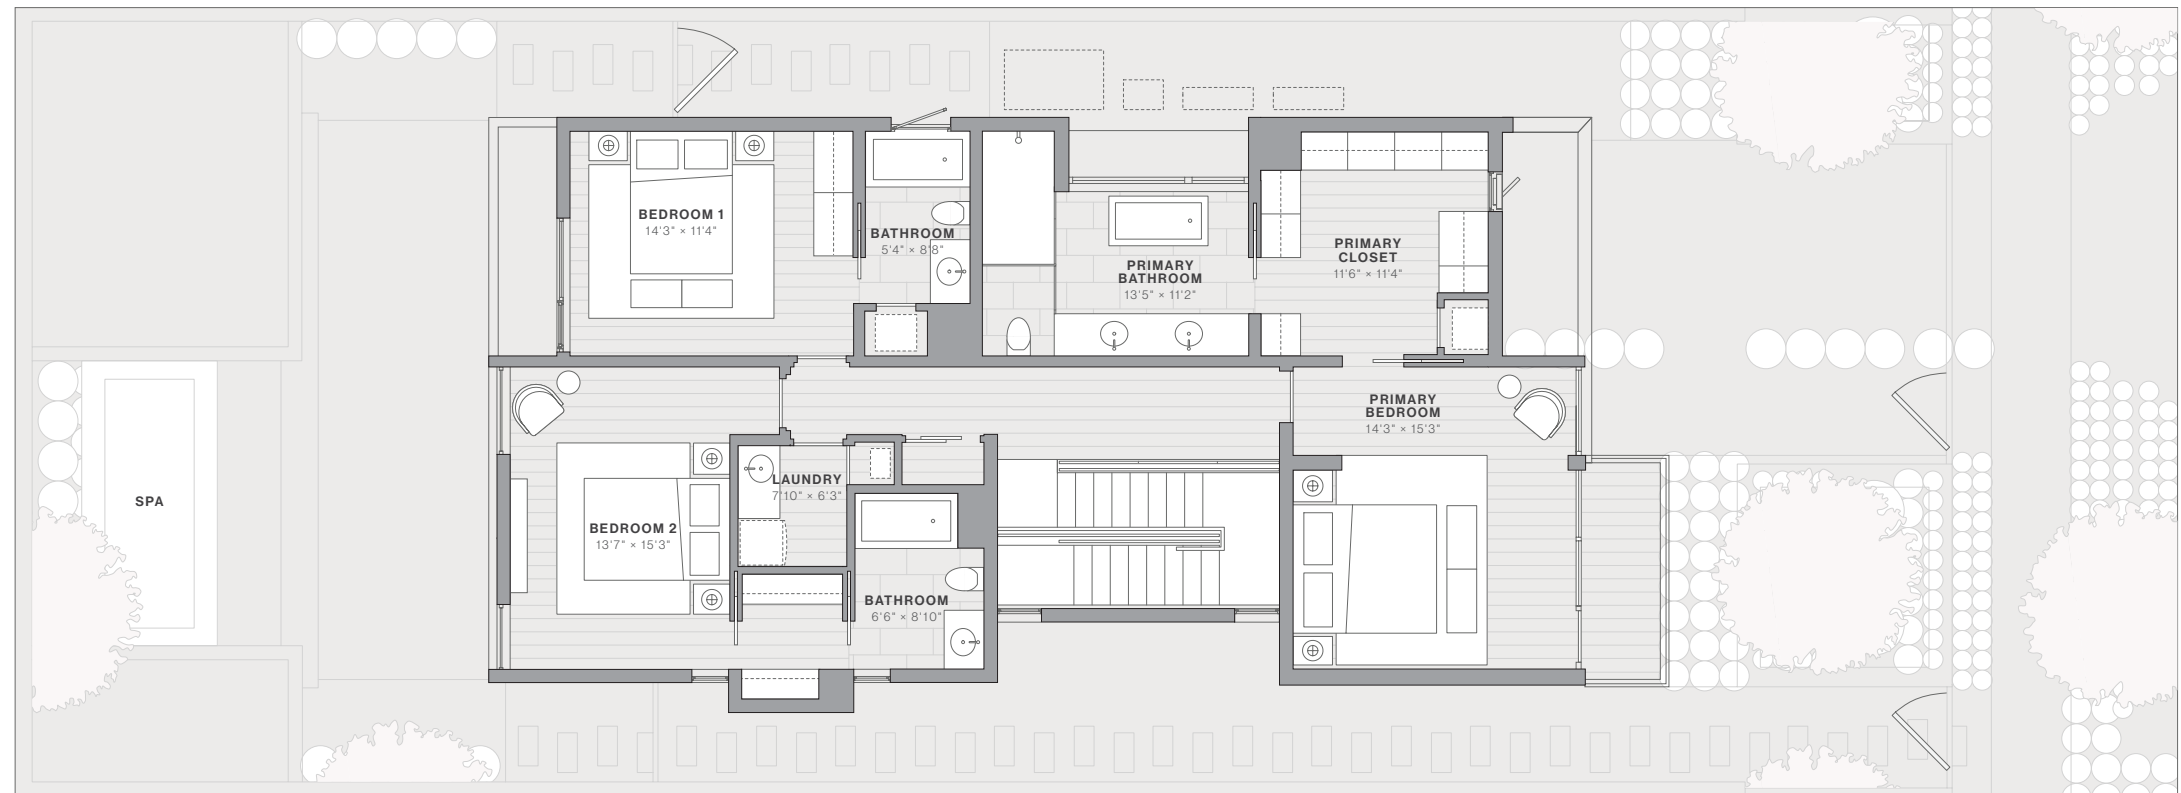 BEDROOM 1
14'3" × 11'4"
BATHROOM
5'4" × 8'8"
PRIMARY
BATHROOM
13'5" × 11'2"
PRIMARY
CLOSET
11'6" × 11'4"
PRIMARY
BEDROOM
14'3" × 15'3"
SPA
LAUNDRY
7'10" × 6'3"
BEDROOM 2
13'7" × 15'3"
BATHROOM
6'6" × 8'10"